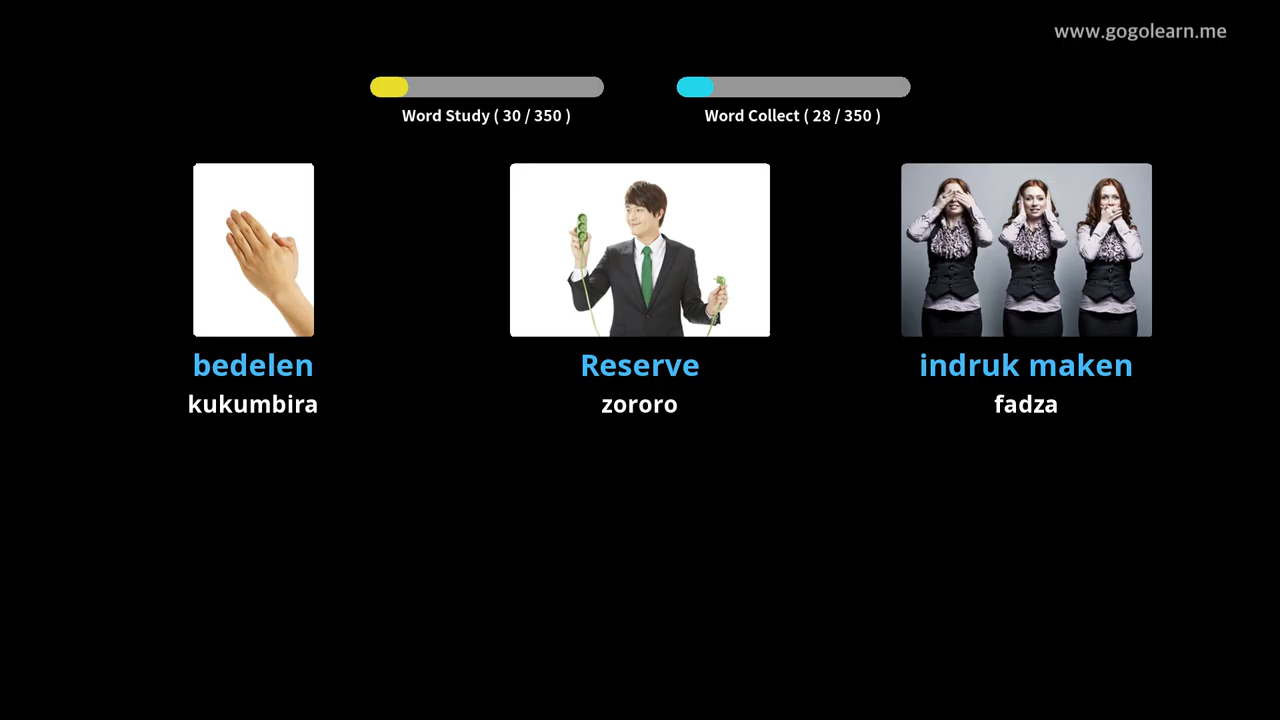 www.gogolearn.me
Word Study ( 30 / 350 )
Word Collect ( 28 / 350 )
bedelen
Reserve
indruk maken
kukumbira
zororo
fadza